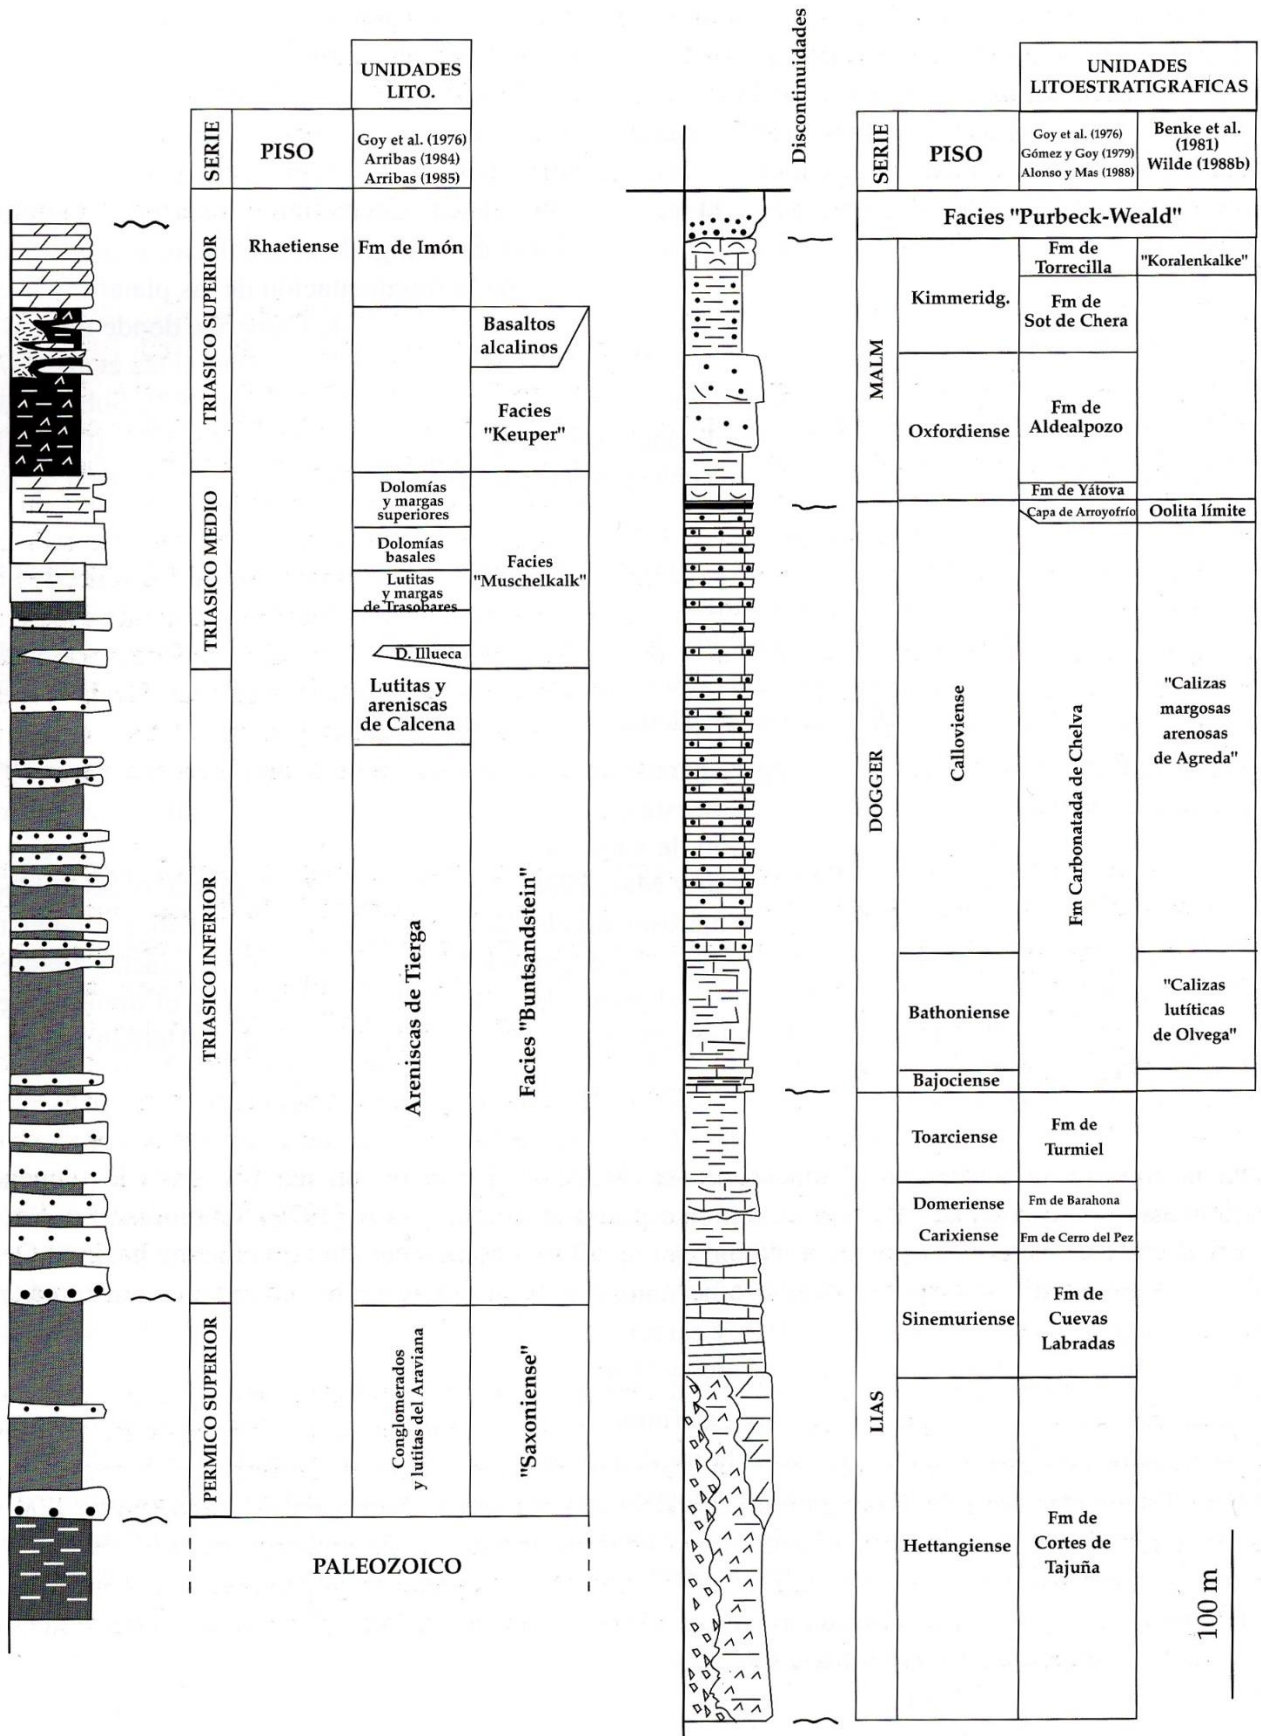 UNIDADES
LITO.
SERIE
PISO
Goy et al. (1976)
Arribas (1984)
Arribas (1985)
TRIASICO SUPERIOR
Rhaetiense
Fm de Imón
Basaltos
alcalinos
Facies
"Keuper"
TRIASICO MEDIO
Dolomías
y margas
superiores
Dolomías
basales
Lutitas
y margas
de Trasobares
D. Illueca
Facies
"Muschelkalk"
TRIASICO INFERIOR
Lutitas y
areniscas
de Calcena
Areniscas de Tierga
Facies "Buntsandstein"
PERMICO SUPERIOR
Conglomerados
y lutitas del Araviana
"Saxoniense"
PALEOZOICO
Discontinuidades
UNIDADES
LITOESTRATIGRAFICAS
SERIE
PISO
Goy et al. (1976)
Gómez y Goy (1979)
Alonso y Mas (1988)
Benke et al.
(1981)
Wilde (1988b)
Facies "Purbeck-Weald"
MALM
Kimmeridg.
Fm de
Torrecilla
"Koralenkalke"
Fm de
Sot de Chera
Oxfordiense
Fm de
Aldealpozo
Fm de Yátova
DOGGER
Capa de Arroyofrío
Oolita límite
Calloviense
Fm Carbonatada de Chelva
"Calizas
margosas
arenosas
de Agreda"
Bathoniense
"Calizas
lutíticas
de Olvega"
Bajociense
LIAS
Toarciense
Fm de
Turmiel
Domeriense
Fm de Barahona
Carixiense
Fm de Cerro del Pez
Sinemuriense
Fm de
Cuevas
Labradas
Hettangiense
Fm de
Cortes de
Tajuña
100 m